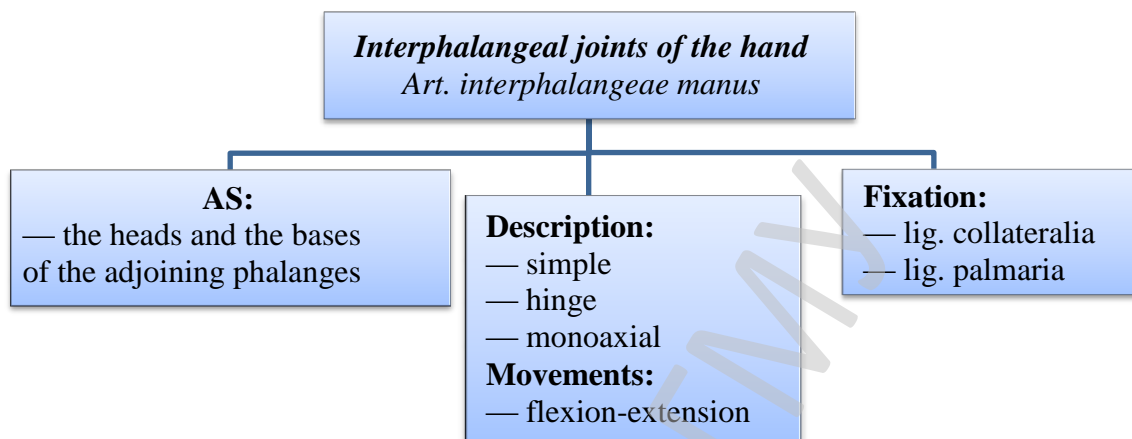 Interphalangeal joints of the hand
Art. interphalangeae manus
AS:
— the heads and the bases
of the adjoining phalanges
Description:
— simple
— hinge
— monoaxial
Movements:
— flexion-extension
Fixation:
— lig. collateralia
— lig. palmaria